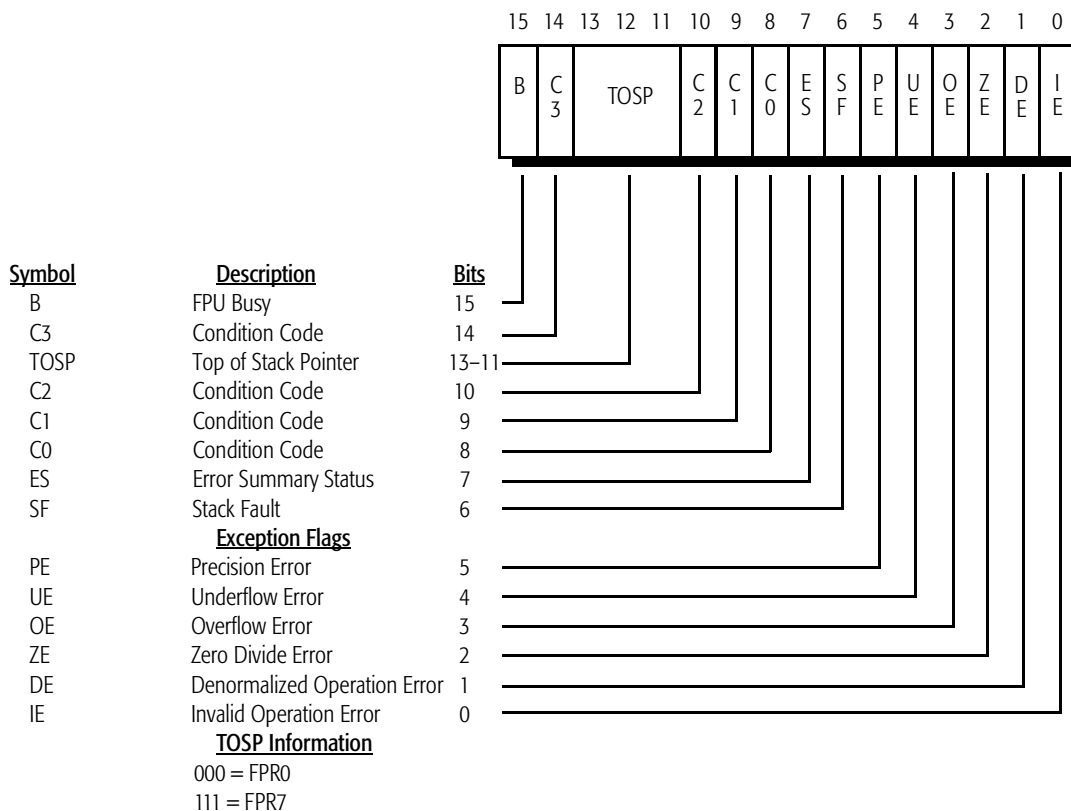 15 14 13 12 11 10 9 8 7 6 5 4 3 2 1 0
B C3 TOSP C2 C1 C0 ES SF PE UE OE ZE DE IE
Symbol Description Bits
B FPU Busy 15
C3 Condition Code 14
TOSP Top of Stack Pointer 13–11
C2 Condition Code 10
C1 Condition Code 9
C0 Condition Code 8
ES Error Summary Status 7
SF Stack Fault 6
Exception Flags
PE Precision Error 5
UE Underflow Error 4
OE Overflow Error 3
ZE Zero Divide Error 2
DE Denormalized Operation Error 1
IE Invalid Operation Error 0
TOSP Information
000 = FPR0
111 = FPR7